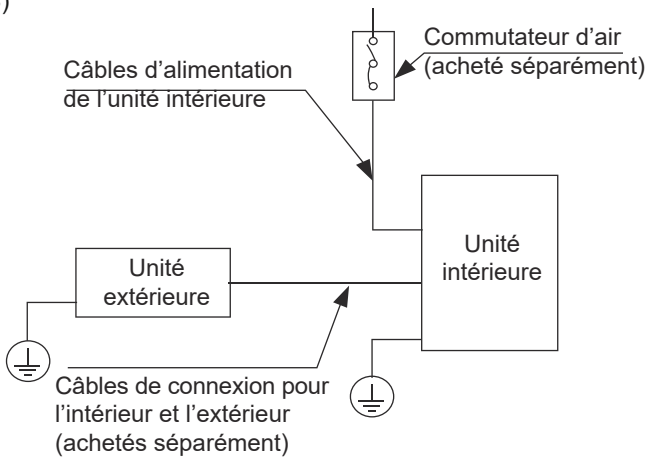 )
Commutateur d'air
(acheté séparément)
Câbles d'alimentation
de l'unité intérieure
Unité
intérieure
Unité
extérieure
Câbles de connexion pour
l'intérieur et l'extérieur
(achetés séparément)